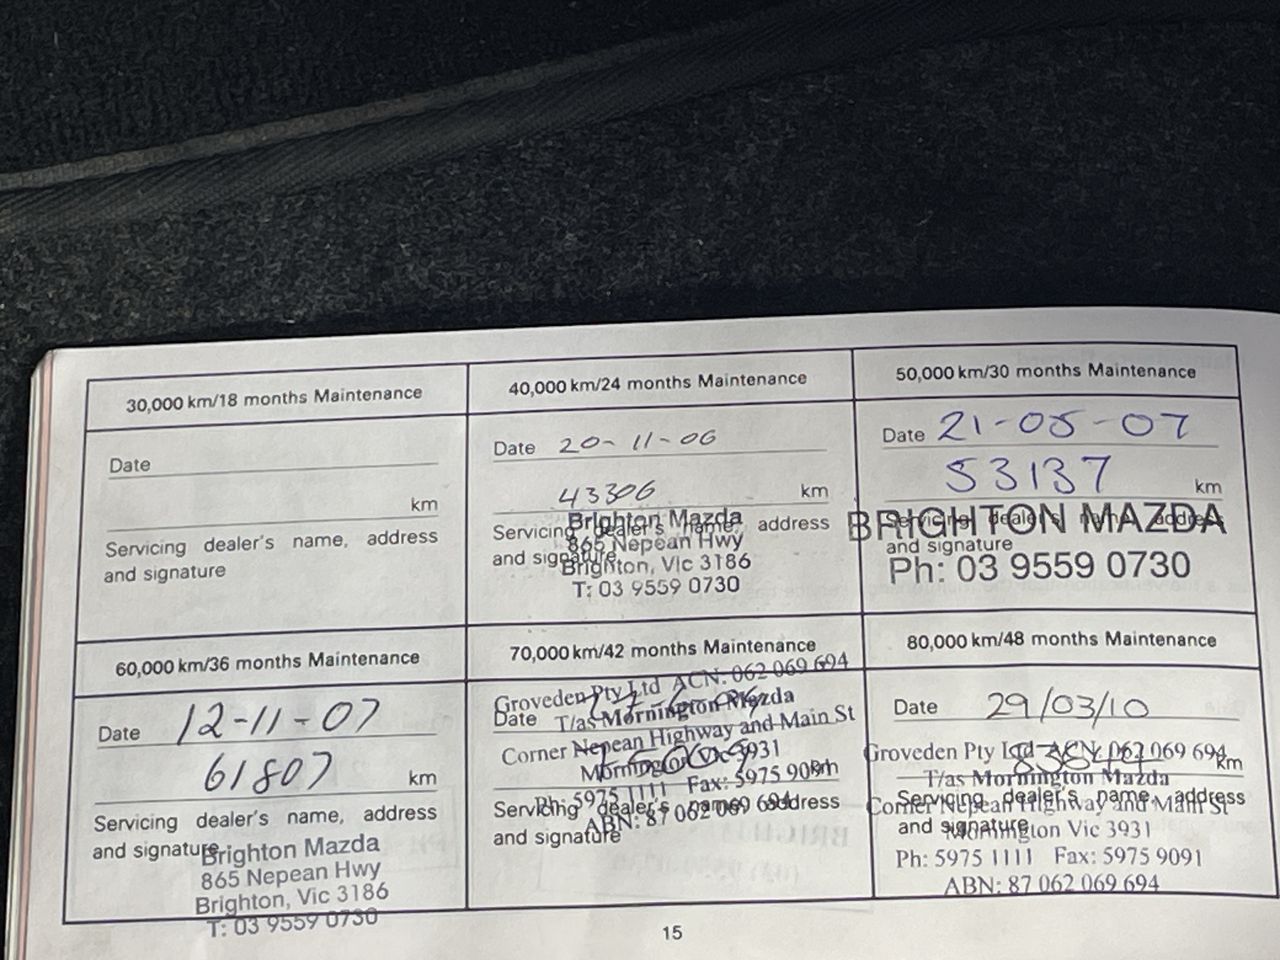 30,000 km/18 months Maintenance
Date
km
Servicing dealer's name, address
and signature
40,000 km/24 months Maintenance
Date 20-11-06
43306 km
Servicing dealer's name, address
and signature
Brighton Mazda
865 Nepean Hwy
Brighton, Vic 3186
T: 03 9559 0730
50,000 km/30 months Maintenance
Date 21-05-07
53137 km
Servicing dealer's name, address
and signature
BRIGHTON MAZDA
Ph: 03 9559 0730
60,000 km/36 months Maintenance
Date 12-11-07
61807 km
Servicing dealer's name, address
and signature
Brighton Mazda
865 Nepean Hwy
Brighton, Vic 3186
T: 03 9559 0730
70,000 km/42 months Maintenance
Date
km
Servicing dealer's name, address
and signature
Groveden Pty Ltd ACN: 062 069 694
T/as Mornington Mazda
Corner Nepean Highway and Main St
Mornington Vic 3931
Ph: 5975 1111 Fax: 5975 9091
ABN: 87 062 069 694
80,000 km/48 months Maintenance
Date 29/03/10
km
Servicing dealer's name, address
and signature
Groveden Pty Ltd ACN: 062 069 694
T/as Mornington Mazda
Corner Nepean Highway and Main St
Mornington Vic 3931
Ph: 5975 1111 Fax: 5975 9091
ABN: 87 062 069 694
15